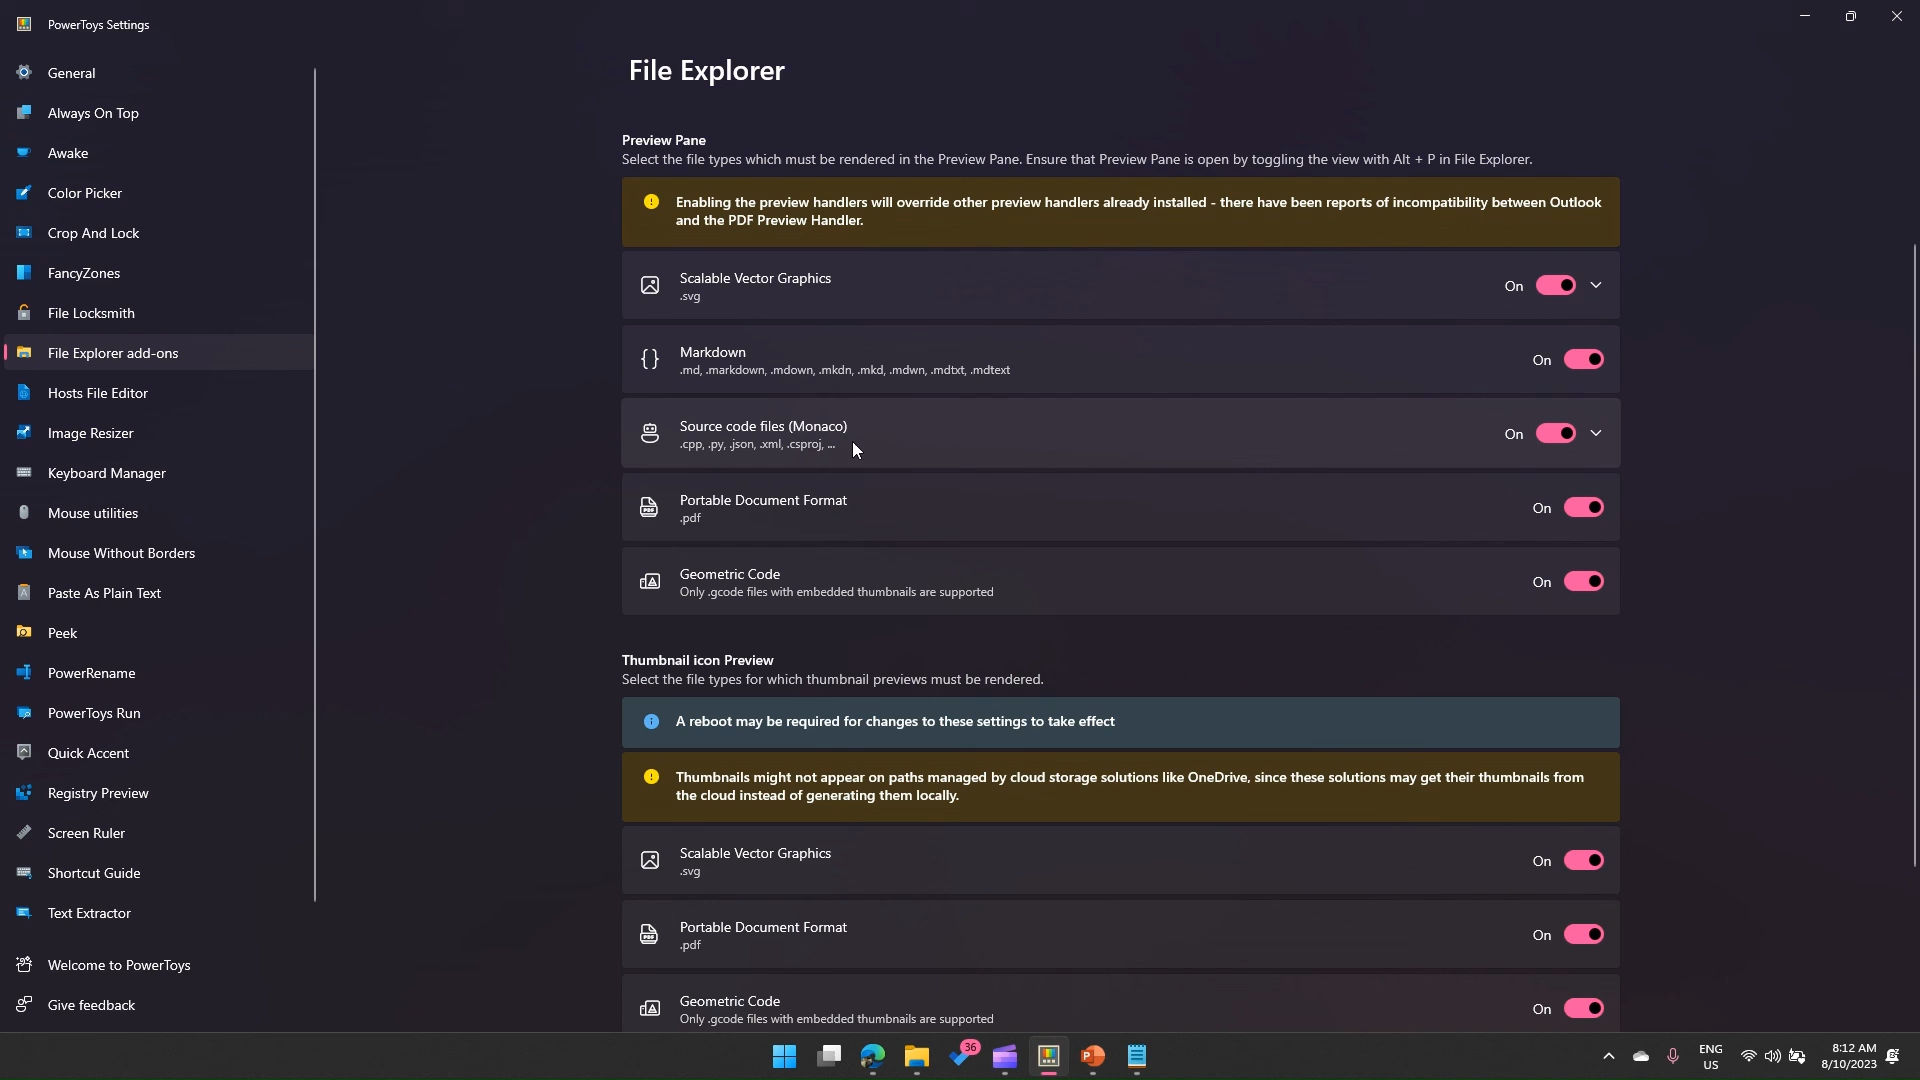 PowerToys Settings
General
Always On Top
Awake
Color Picker
Crop And Lock
FancyZones
File Locksmith
File Explorer add-ons
Hosts File Editor
Image Resizer
Keyboard Manager
Mouse utilities
Mouse Without Borders
Paste As Plain Text
Peek
PowerRename
PowerToys Run
Quick Accent
Registry Preview
Screen Ruler
Shortcut Guide
Text Extractor
Welcome to PowerToys
Give feedback
File Explorer
Preview Pane
Select the file types which must be rendered in the Preview Pane. Ensure that Preview Pane is open by toggling the view with Alt + P in File Explorer.
Enabling the preview handlers will override other preview handlers already installed - there have been reports of incompatibility between Outlook
and the PDF Preview Handler.
Scalable Vector Graphics
.svg
On
Markdown
.md, .markdown, .mdown, .mkdn, .mkd, .mdwn, .mdtxt, .mdtext
On
Source code files (Monaco)
.cpp, .py, .json, .xml, .csproj, ...
On
Portable Document Format
.pdf
On
Geometric Code
Only .gcode files with embedded thumbnails are supported
On
Thumbnail icon Preview
Select the file types for which thumbnail previews must be rendered.
A reboot may be required for changes to these settings to take effect
Thumbnails might not appear on paths managed by cloud storage solutions like OneDrive, since these solutions may get their thumbnails from
the cloud instead of generating them locally.
Scalable Vector Graphics
.svg
On
Portable Document Format
.pdf
On
Geometric Code
Only .gcode files with embedded thumbnails are supported
On
36
ENG
US
8:12 AM
8/10/2023